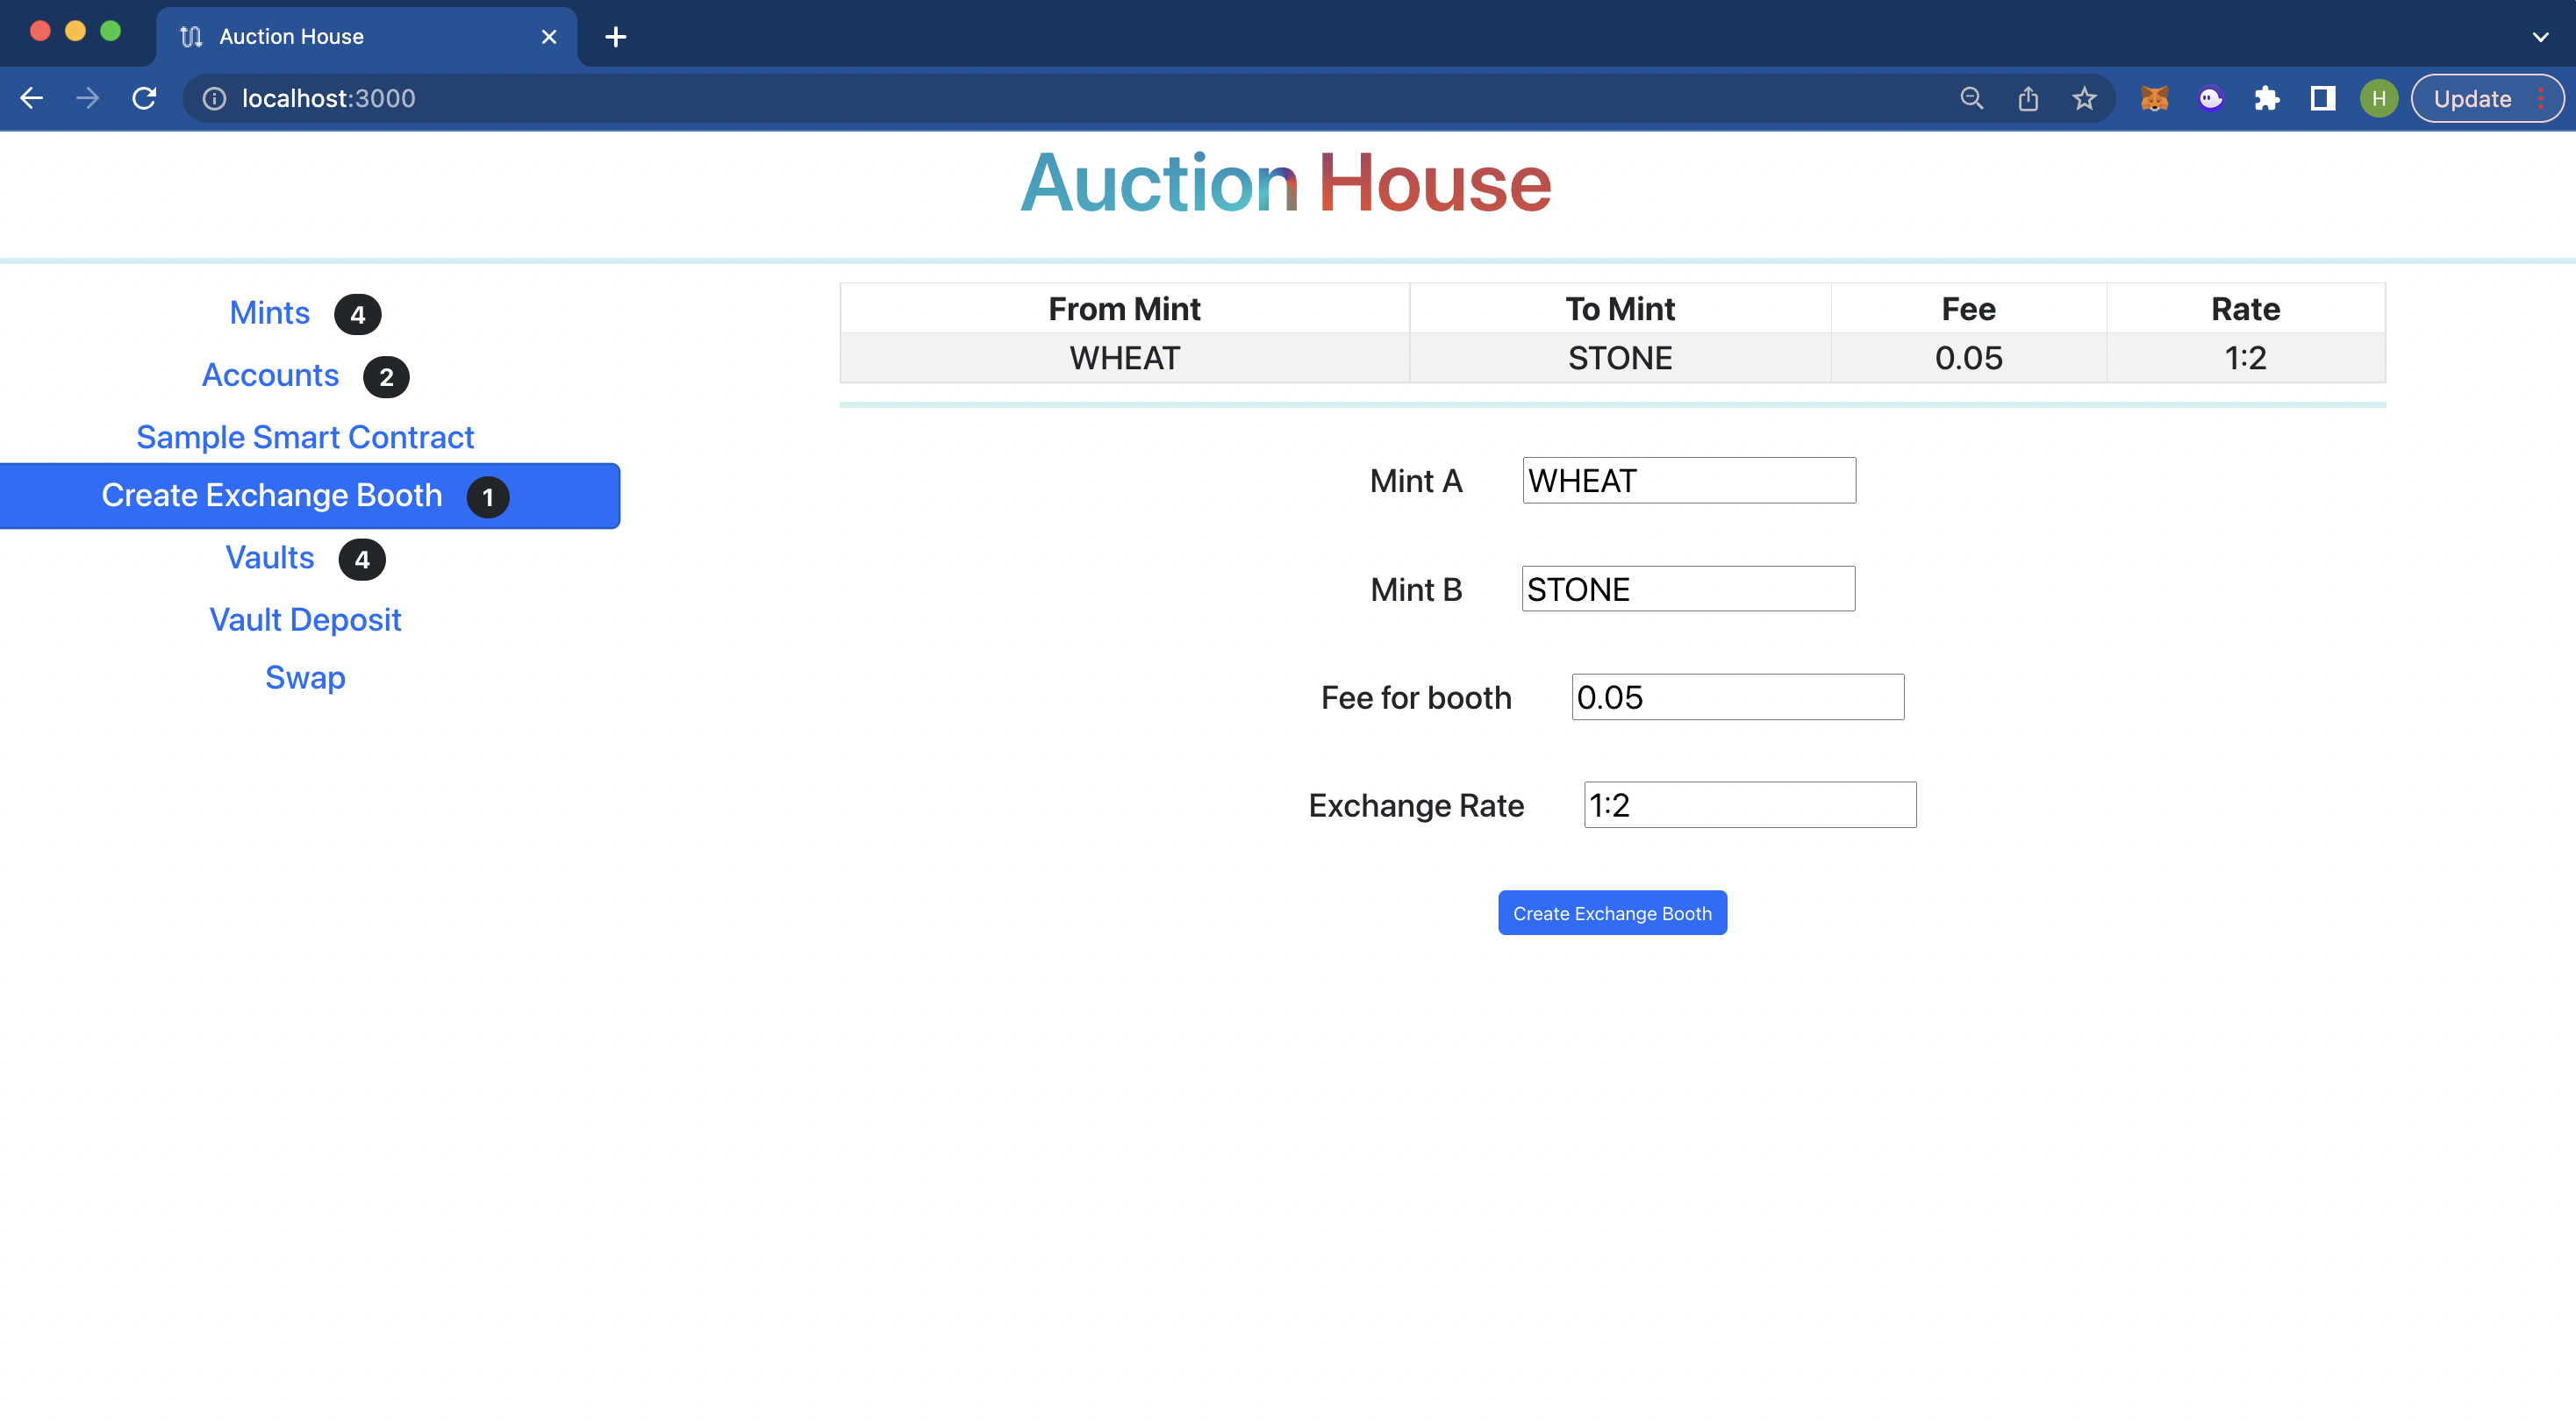 Auction House
localhost:3000
H
Update
Auction House
Mints 4
Accounts 2
Sample Smart Contract
Create Exchange Booth 1
Vaults 4
Vault Deposit
Swap
From Mint To Mint Fee Rate
WHEAT STONE 0.05 1:2
Mint A WHEAT
Mint B STONE
Fee for booth 0.05
Exchange Rate 1:2
Create Exchange Booth